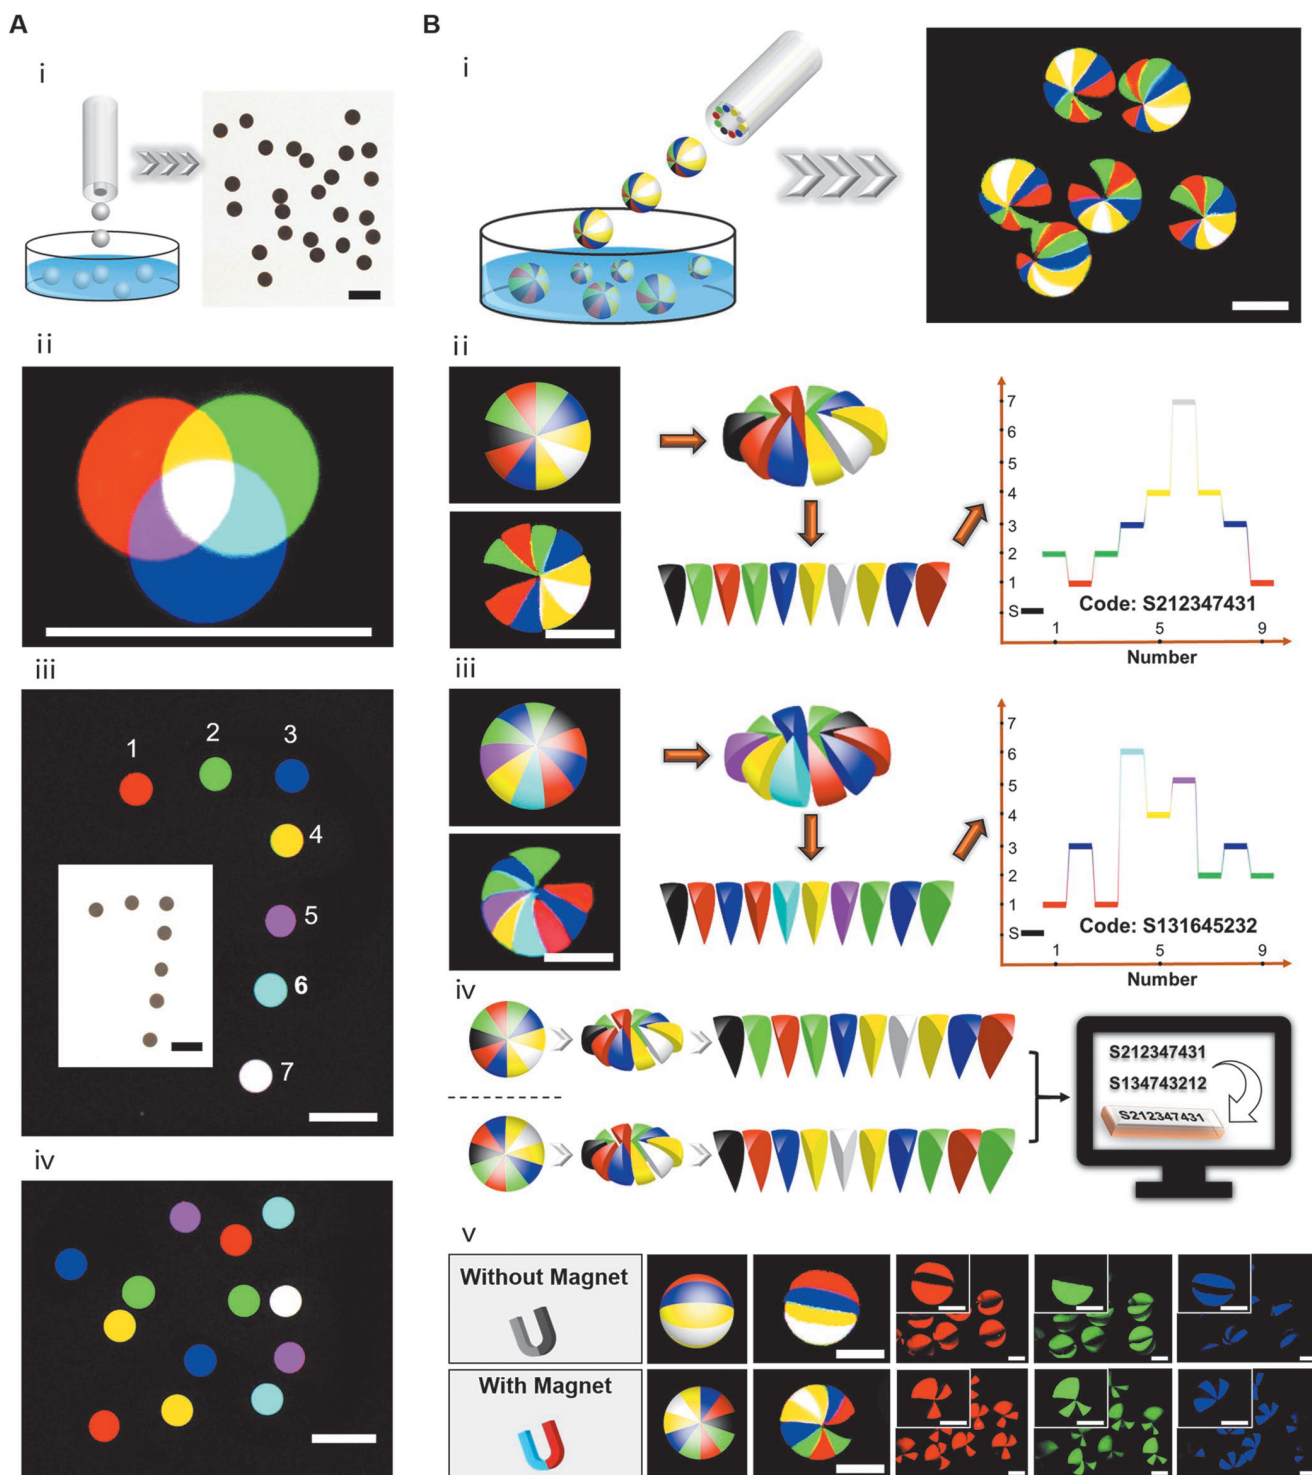 A
i
ii
iii
1
2
3
4
5
6
7
iv
B
i
ii
7
6
5
4
3
2
1
S
Code: S212347431
1 5 9
Number
iii
7
6
5
4
3
2
1
S
Code: S131645232
1 5 9
Number
iv
S212347431
S134743212
S212347431
v
Without Magnet
With Magnet